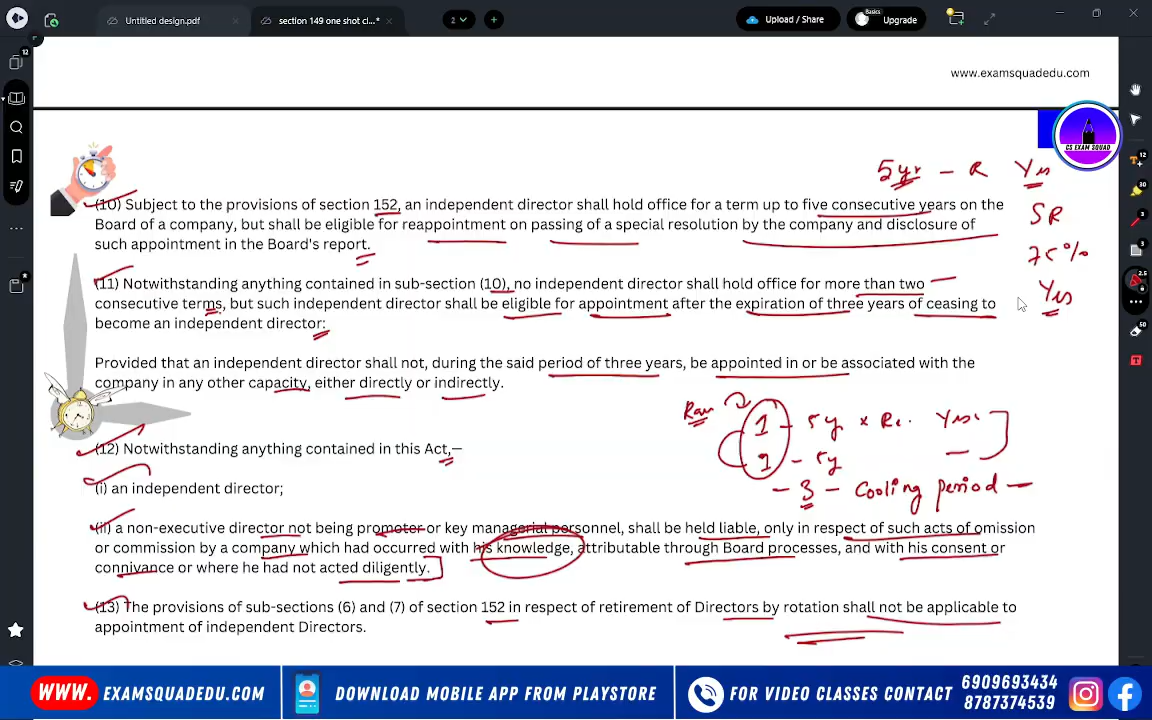 Untitled design.pdf
section 149 one shot cl...*
2
Upload / Share
Basics
Upgrade
www.examsquadedu.com
CS EXAM SQUAD
5yr - R Yes
(10) Subject to the provisions of section 152, an independent director shall hold office for a term up to five consecutive years on the
Board of a company, but shall be eligible for reappointment on passing of a special resolution by the company and disclosure of
such appointment in the Board's report.
SR
75%
Yes
(11) Notwithstanding anything contained in sub-section (10), no independent director shall hold office for more than two
consecutive terms, but such independent director shall be eligible for appointment after the expiration of three years of ceasing to
become an independent director:
Provided that an independent director shall not, during the said period of three years, be appointed in or be associated with the
company in any other capacity, either directly or indirectly.
Ram 1 - 5y x Re. Yes.
1 - 5y
- 3 - Cooling period -
(12) Notwithstanding anything contained in this Act,—
(i) an independent director;
(ii) a non-executive director not being promoter or key managerial personnel, shall be held liable, only in respect of such acts of omission
or commission by a company which had occurred with his knowledge, attributable through Board processes, and with his consent or
connivance or where he had not acted diligently.
(13) The provisions of sub-sections (6) and (7) of section 152 in respect of retirement of Directors by rotation shall not be applicable to
appointment of independent Directors.
WWW. EXAMSQUADEDU.COM
DOWNLOAD MOBILE APP FROM PLAYSTORE
FOR VIDEO CLASSES CONTACT
6909693434
8787374539